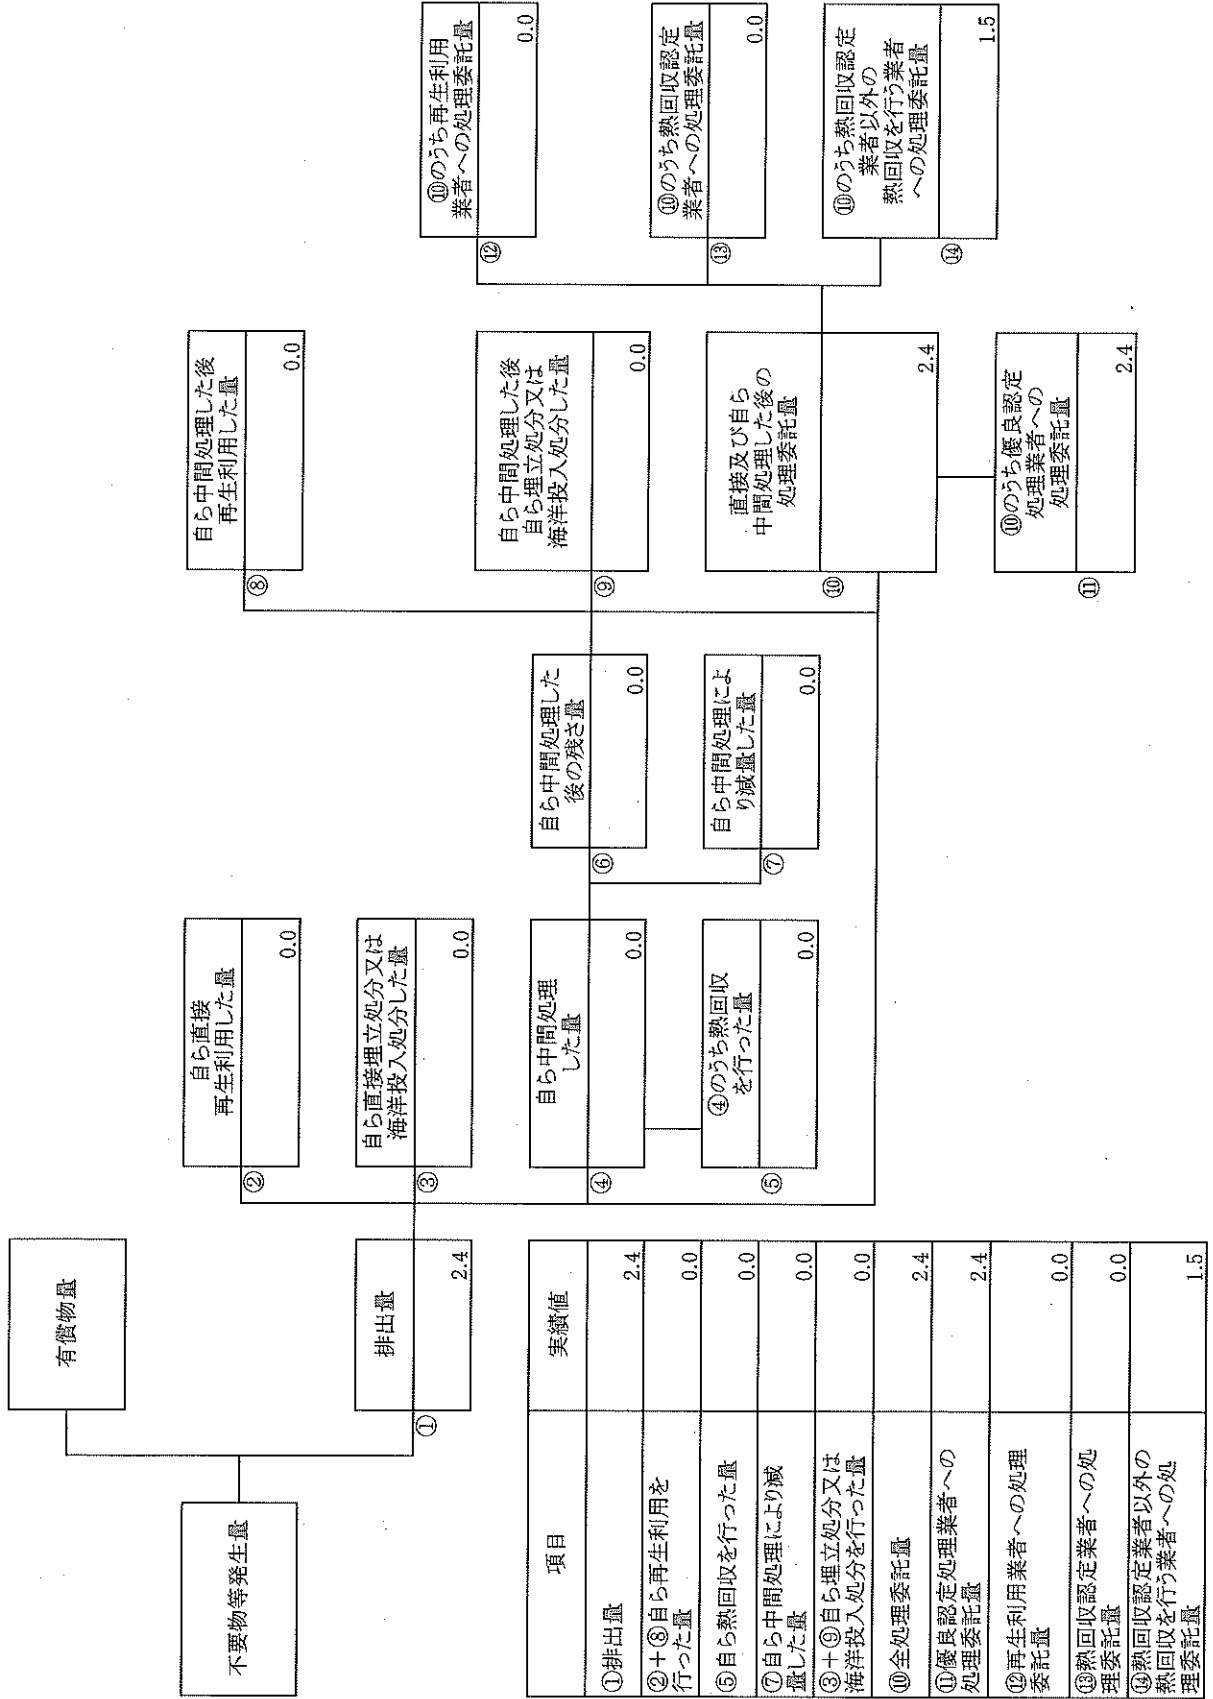 不要物等発生量
有償物量
①
排出量
2.4
②
自ら直接
再生利用した量
0.0
③
自ら直接埋立処分又は
海洋投入処分した量
0.0
④
自ら中間処理
した量
0.0
⑤
④のうち熱回収
を行った量
0.0
⑥
自ら中間処理した
後の残さ量
0.0
⑦
自ら中間処理によ
り減量した量
0.0
⑧
自ら中間処理した後
再生利用した量
0.0
⑨
自ら中間処理した後
自ら埋立処分又は
海洋投入処分した量
0.0
⑩
直接及び自ら
中間処理した後の
処理委託量
2.4
⑪
⑩のうち優良認定
処理業者への
処理委託量
2.4
⑫
⑩のうち再生利用
業者への処理委託量
0.0
⑬
⑩のうち熱回収認定
業者への処理委託量
0.0
⑭
⑩のうち熱回収認定
業者以外の
熱回収を行う業者
への処理委託量
1.5
項目
実績値
①排出量
2.4
②+⑧自ら再生利用を
行った量
0.0
⑤自ら熱回収を行った量
0.0
⑦自ら中間処理により減
量した量
0.0
③+⑨自ら埋立処分又は
海洋投入処分を行った量
0.0
⑩全処理委託量
2.4
⑪優良認定処理業者への
処理委託量
2.4
⑫再生利用業者への処理
委託量
0.0
⑬熱回収認定業者への処
理委託量
0.0
⑭熱回収認定業者以外の
熱回収を行う業者への処
理委託量
1.5